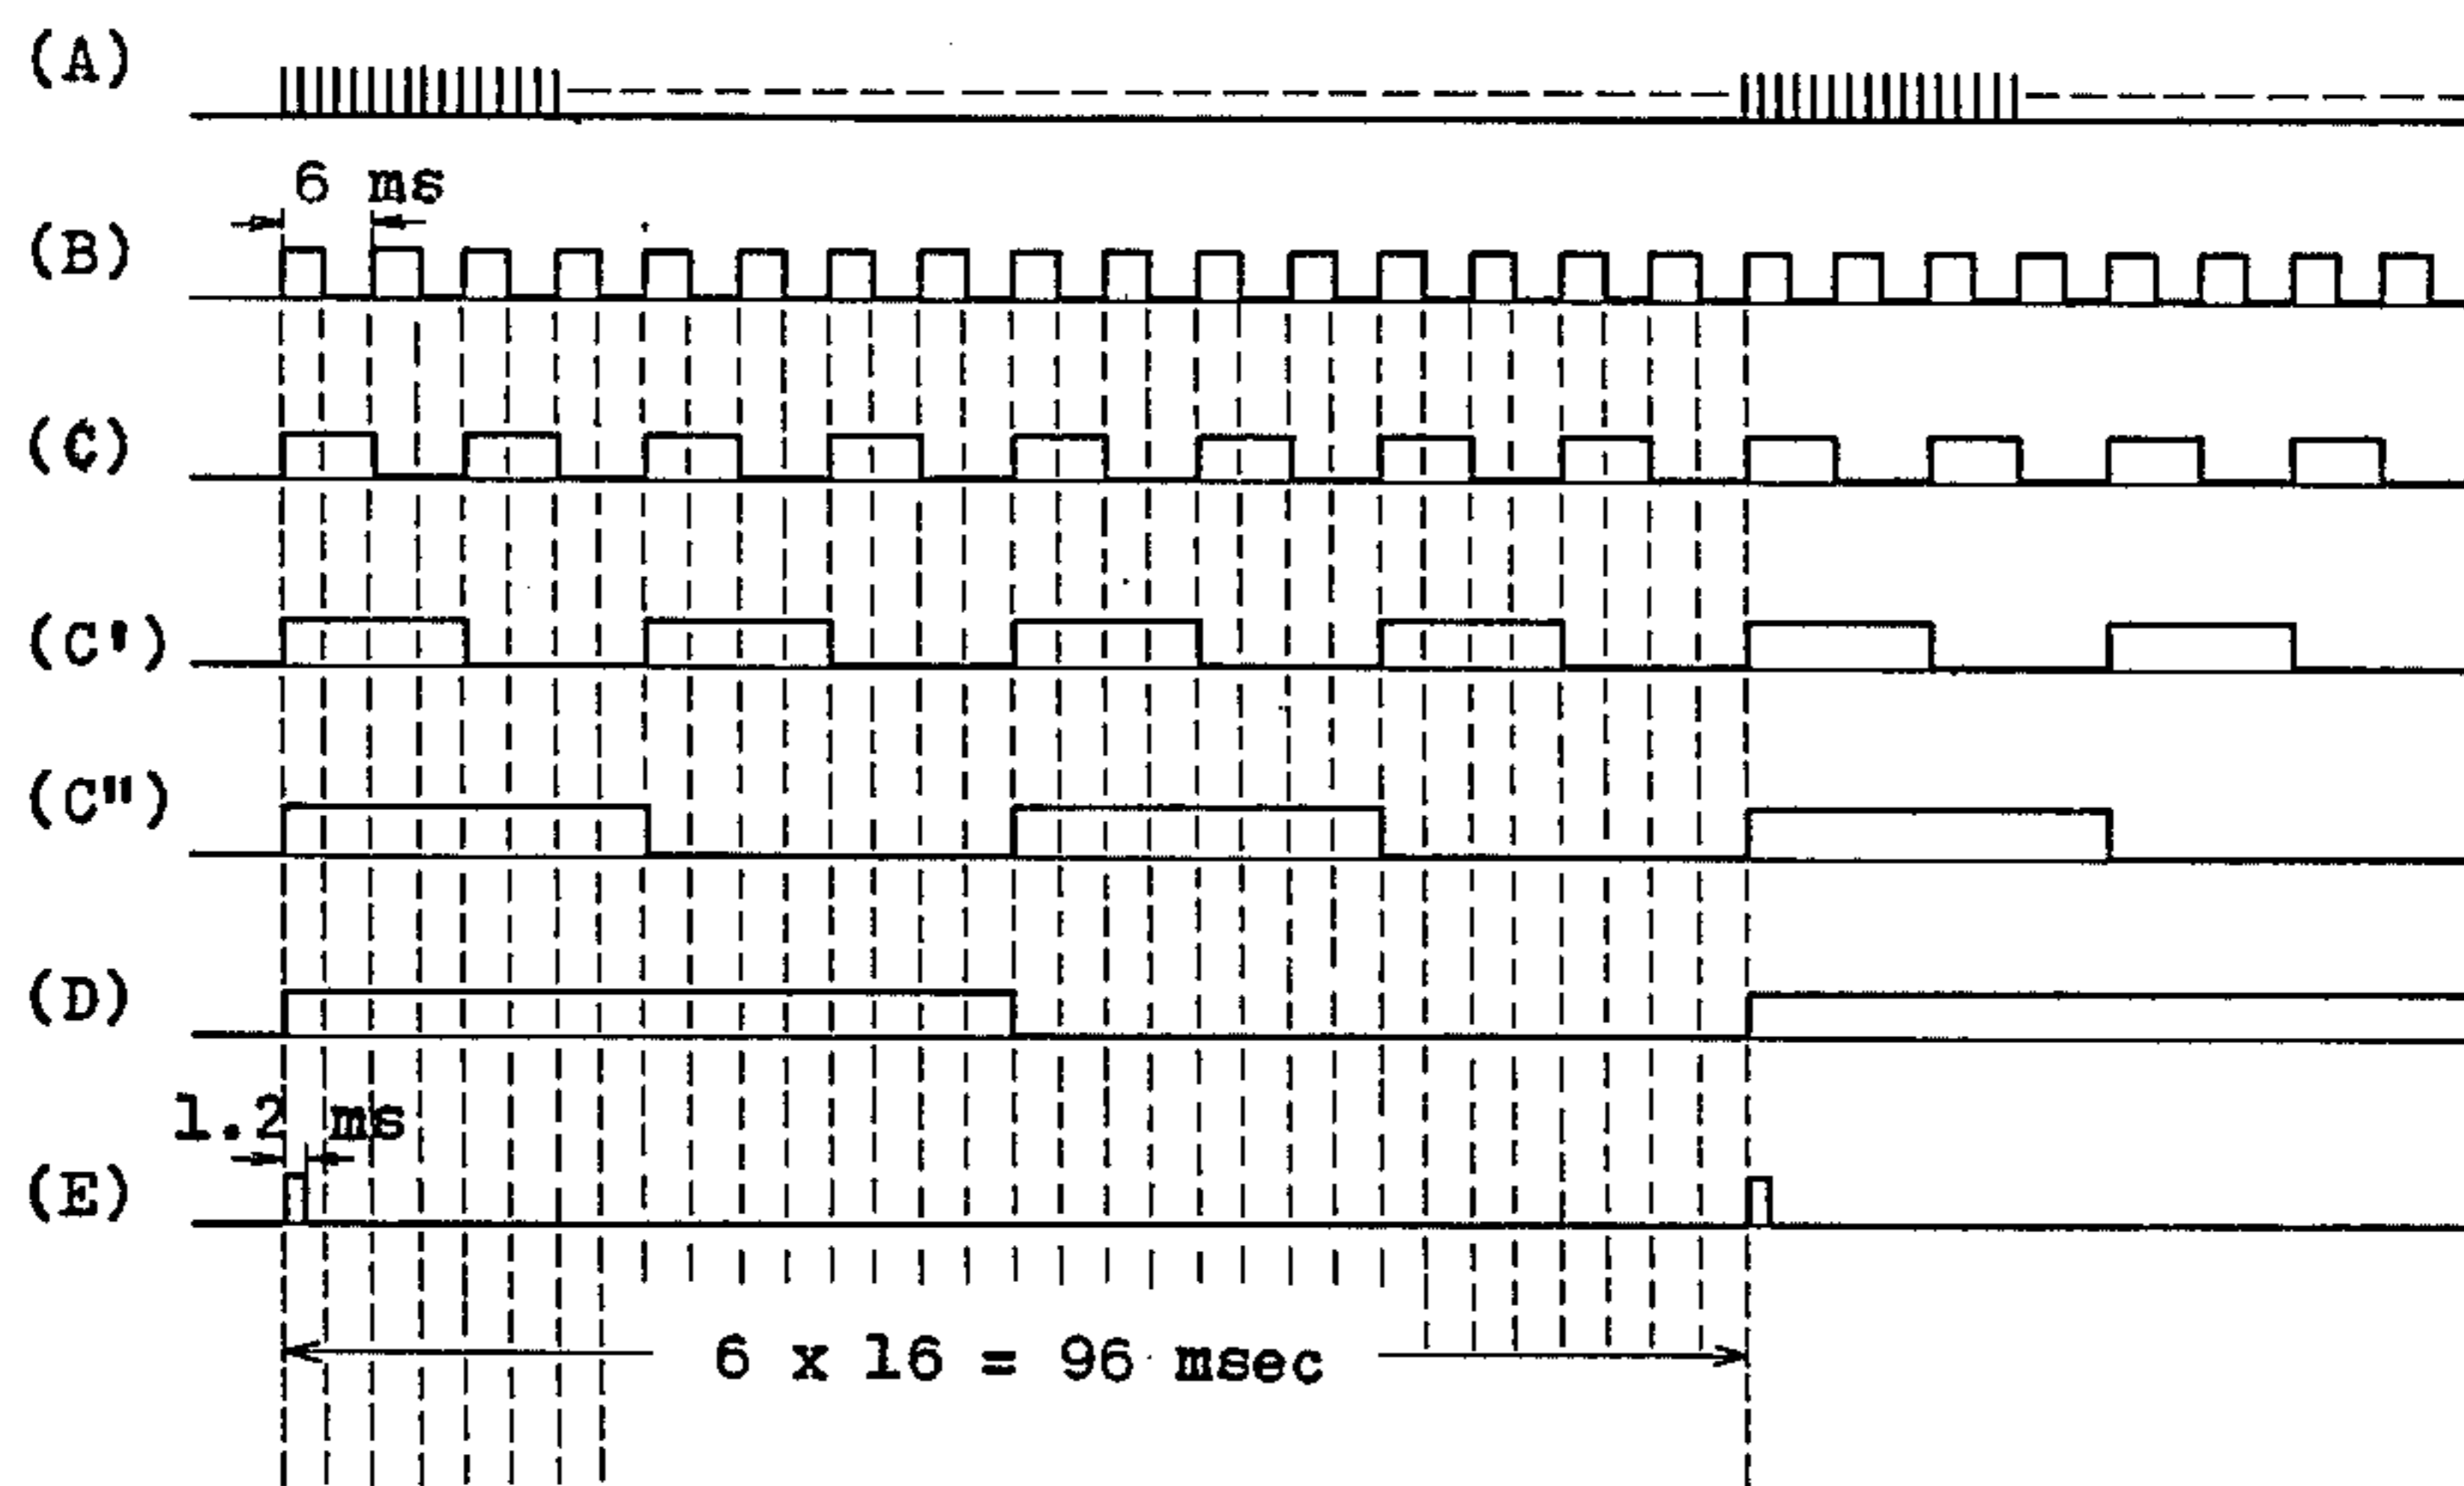 (A)
6 ms
(B)
(C)
(C')
(C")
(D)
1.2 ms
(E)
6 x 16 = 96 msec